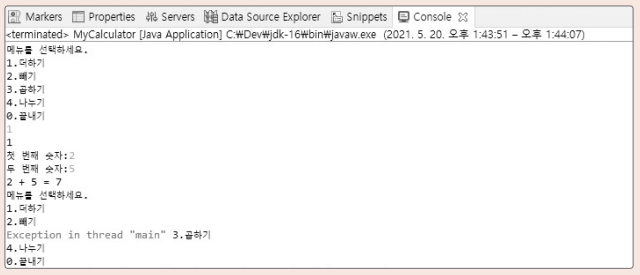 Markers Properties Servers Data Source Explorer Snippets Console
<terminated> MyCalculator [Java Application] C:₩Dev₩jdk-16₩bin₩javaw.exe (2021. 5. 20. 오후 1:43:51 – 오후 1:44:07)
메뉴를 선택하세요.
1.더하기
2.빼기
3.곱하기
4.나누기
0.끝내기
1
1
첫 번째 숫자:2
두 번째 숫자:5
2 + 5 = 7
메뉴를 선택하세요.
1.더하기
2.빼기
Exception in thread "main" 3.곱하기
4.나누기
0.끝내기